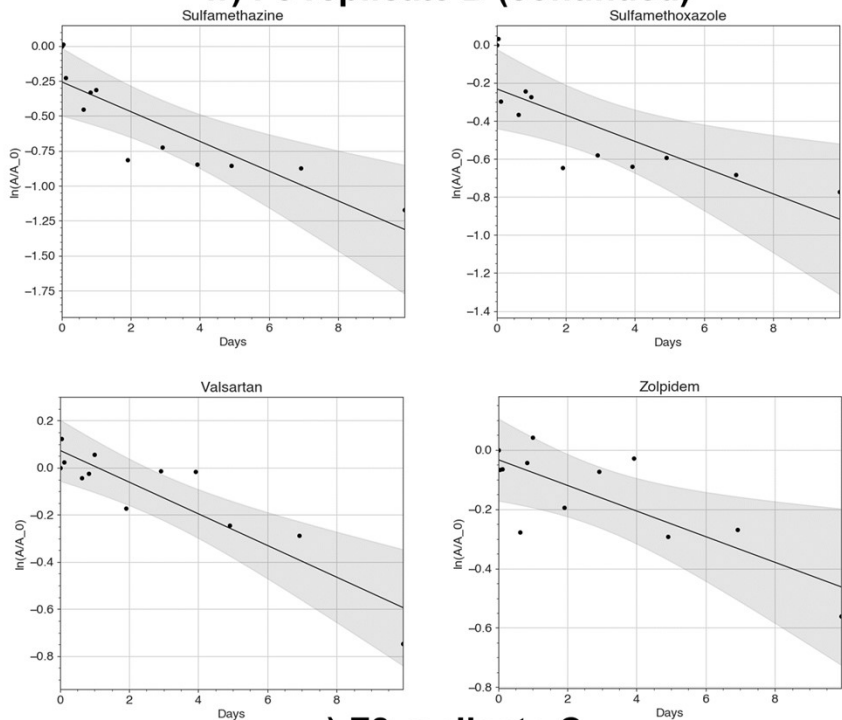 Sulfamethazine
Sulfamethoxazole
0.00
−0.25
−0.50
−0.75
−1.00
−1.25
−1.50
−1.75
ln(A/A_0)
0 2 4 6 8
Days
0.0
−0.2
−0.4
−0.6
−0.8
−1.0
−1.2
−1.4
ln(A/A_0)
0 2 4 6 8
Days
Valsartan
Zolpidem
0.2
0.0
−0.2
−0.4
−0.6
−0.8
ln(A/A_0)
0 2 4 6 8
Days
0.0
−0.2
−0.4
−0.6
−0.8
ln(A/A_0)
0 2 4 6 8
Days